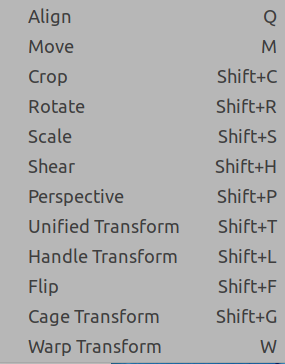 Align Q
Move M
Crop Shift+C
Rotate Shift+R
Scale Shift+S
Shear Shift+H
Perspective Shift+P
Unified Transform Shift+T
Handle Transform Shift+L
Flip Shift+F
Cage Transform Shift+G
Warp Transform W